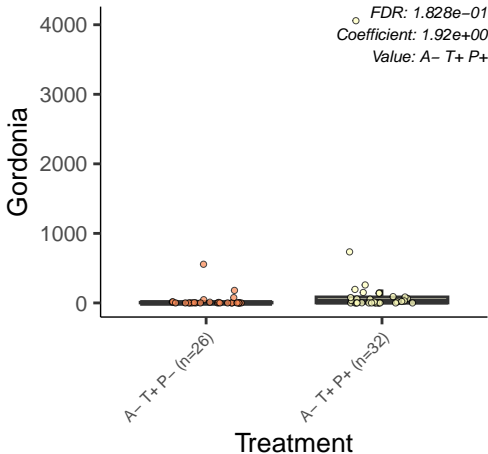 FDR: 1.828e−01
Coefficient: 1.92e+00
Value: A− T+ P+
4000
3000
2000
1000
0
Gordonia
A− T+ P− (n=26)
A− T+ P+ (n=32)
Treatment